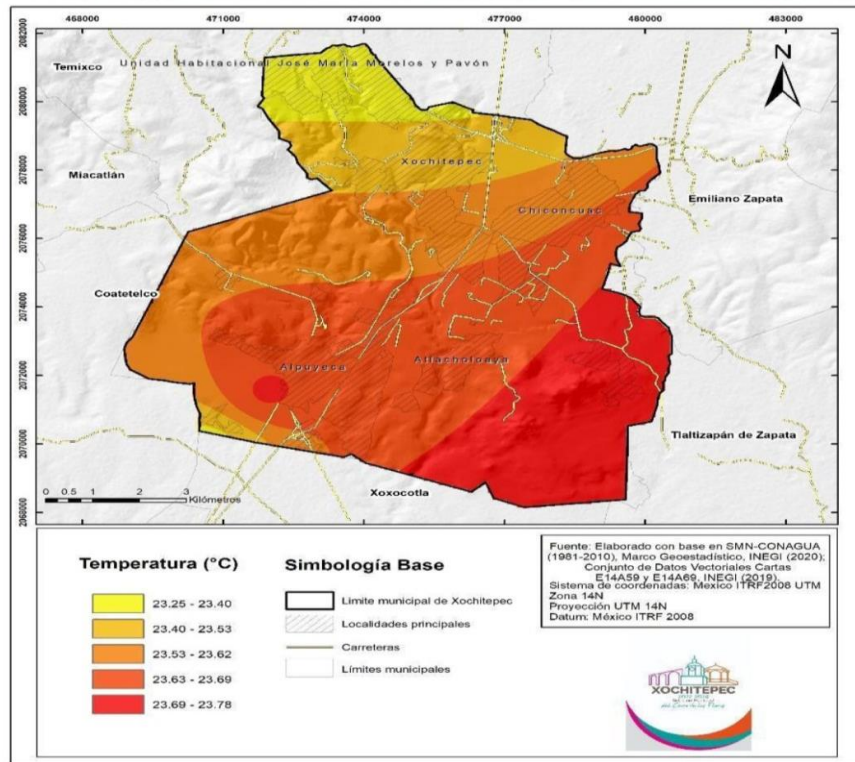 468000 471000 474000 477000 480000 483000
2082000
2080000
2078000
2076000
2074000
2072000
2070000
2068000
N
Temixco
Unidad Habitacional José María Morelos y Pavón
Xochitepec
Miacatlán
Chiconcuac
Emiliano Zapata
Coatetelco
Alpuyeca
Atlacholoaya
Tlaltizapán de Zapata
Xoxocotla
0 0.5 1 2 3
Kilómetros
Temperatura (°C)
23.25 - 23.40
23.40 - 23.53
23.53 - 23.62
23.63 - 23.69
23.69 - 23.78
Simbología Base
Limite municipal de Xochitepec
Localidades principales
Carreteras
Límites municipales
Fuente: Elaborado con base en SMN-CONAGUA
(1981-2010), Marco Geoestadístico, INEGI (2020);
Conjunto de Datos Vectoriales Cartas
E14A59 y E14A69, INEGI (2019).
Sistema de coordenadas: Mexico ITRF2008 UTM
Zona 14N
Proyección UTM 14N
Datum: México ITRF 2008
XOCHITEPEC